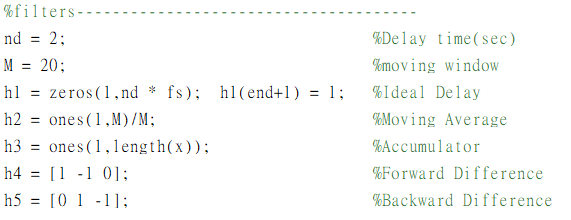 %filters--------------------------------------
nd = 2; %Delay time(sec)
M = 20; %moving window
h1 = zeros(1,nd * fs); h1(end+1) = 1; %Ideal Delay
h2 = ones(1,M)/M; %Moving Average
h3 = ones(1,length(x)); %Accumulator
h4 = [1 -1 0]; %Forward Difference
h5 = [0 1 -1]; %Backward Difference